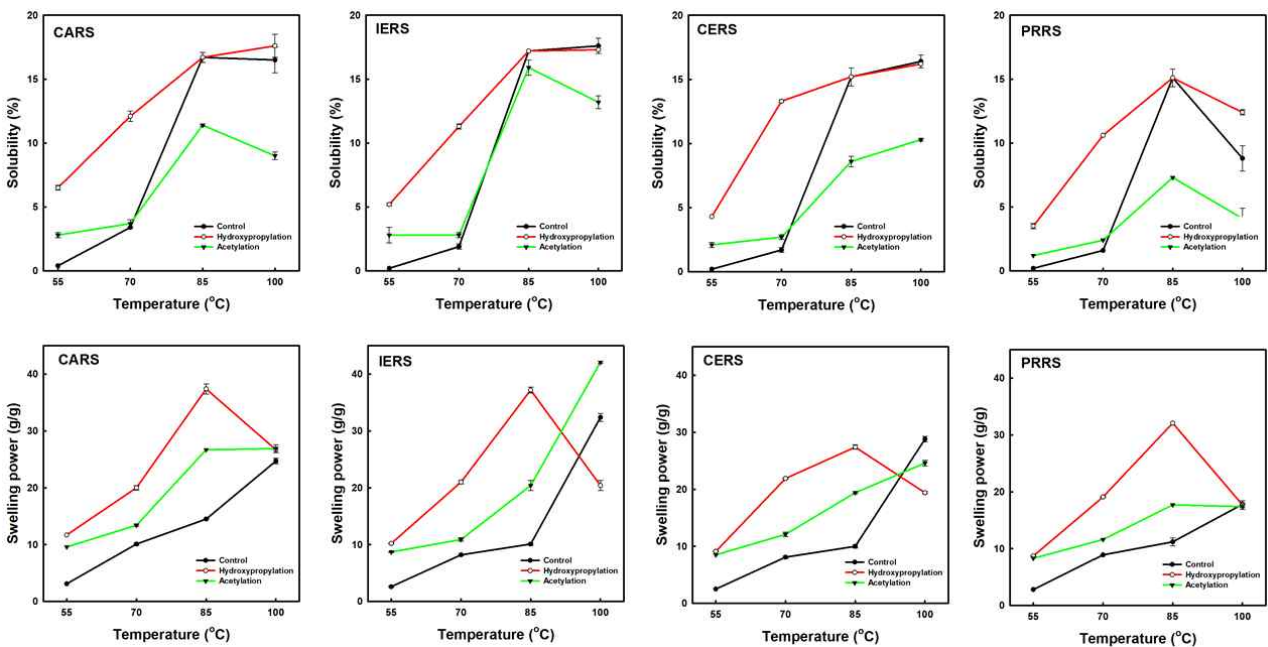 CARS
Solubility (%)
20
15
10
5
0
Control
Hydroxypropylation
Acetylation
55 70 85 100
Temperature (°C)
IERS
Solubility (%)
20
15
10
5
0
Control
Hydroxypropylation
Acetylation
55 70 85 100
Temperature (°C)
CERS
Solubility (%)
20
15
10
5
0
Control
Hydroxypropylation
Acetylation
55 70 85 100
Temperature (°C)
PRRS
Solubility (%)
20
15
10
5
0
Control
Hydroxypropylation
Acetylation
55 70 85 100
Temperature (°C)
CARS
Swelling power (g/g)
40
30
20
10
0
Control
Hydroxypropylation
Acetylation
55 70 85 100
Temperature (°C)
IERS
Swelling power (g/g)
40
30
20
10
0
Control
Hydroxypropylation
Acetylation
55 70 85 100
Temperature (°C)
CERS
Swelling power (g/g)
40
30
20
10
0
Control
Hydroxypropylation
Acetylation
55 70 85 100
Temperature (°C)
PRRS
Swelling power (g/g)
40
30
20
10
0
Control
Hydroxypropylation
Acetylation
55 70 85 100
Temperature (°C)